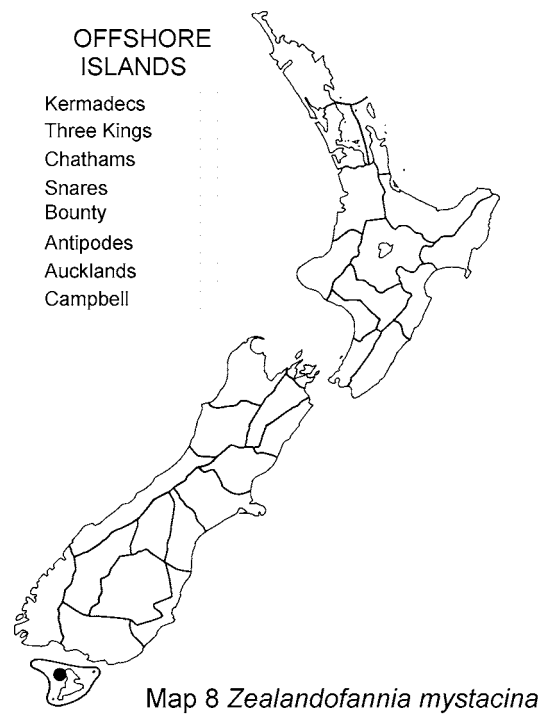 OFFSHORE
ISLANDS
Kermadecs
Three Kings
Chathams
Snares
Bounty
Antipodes
Aucklands
Campbell
Map 8 Zealandofannia mystacina